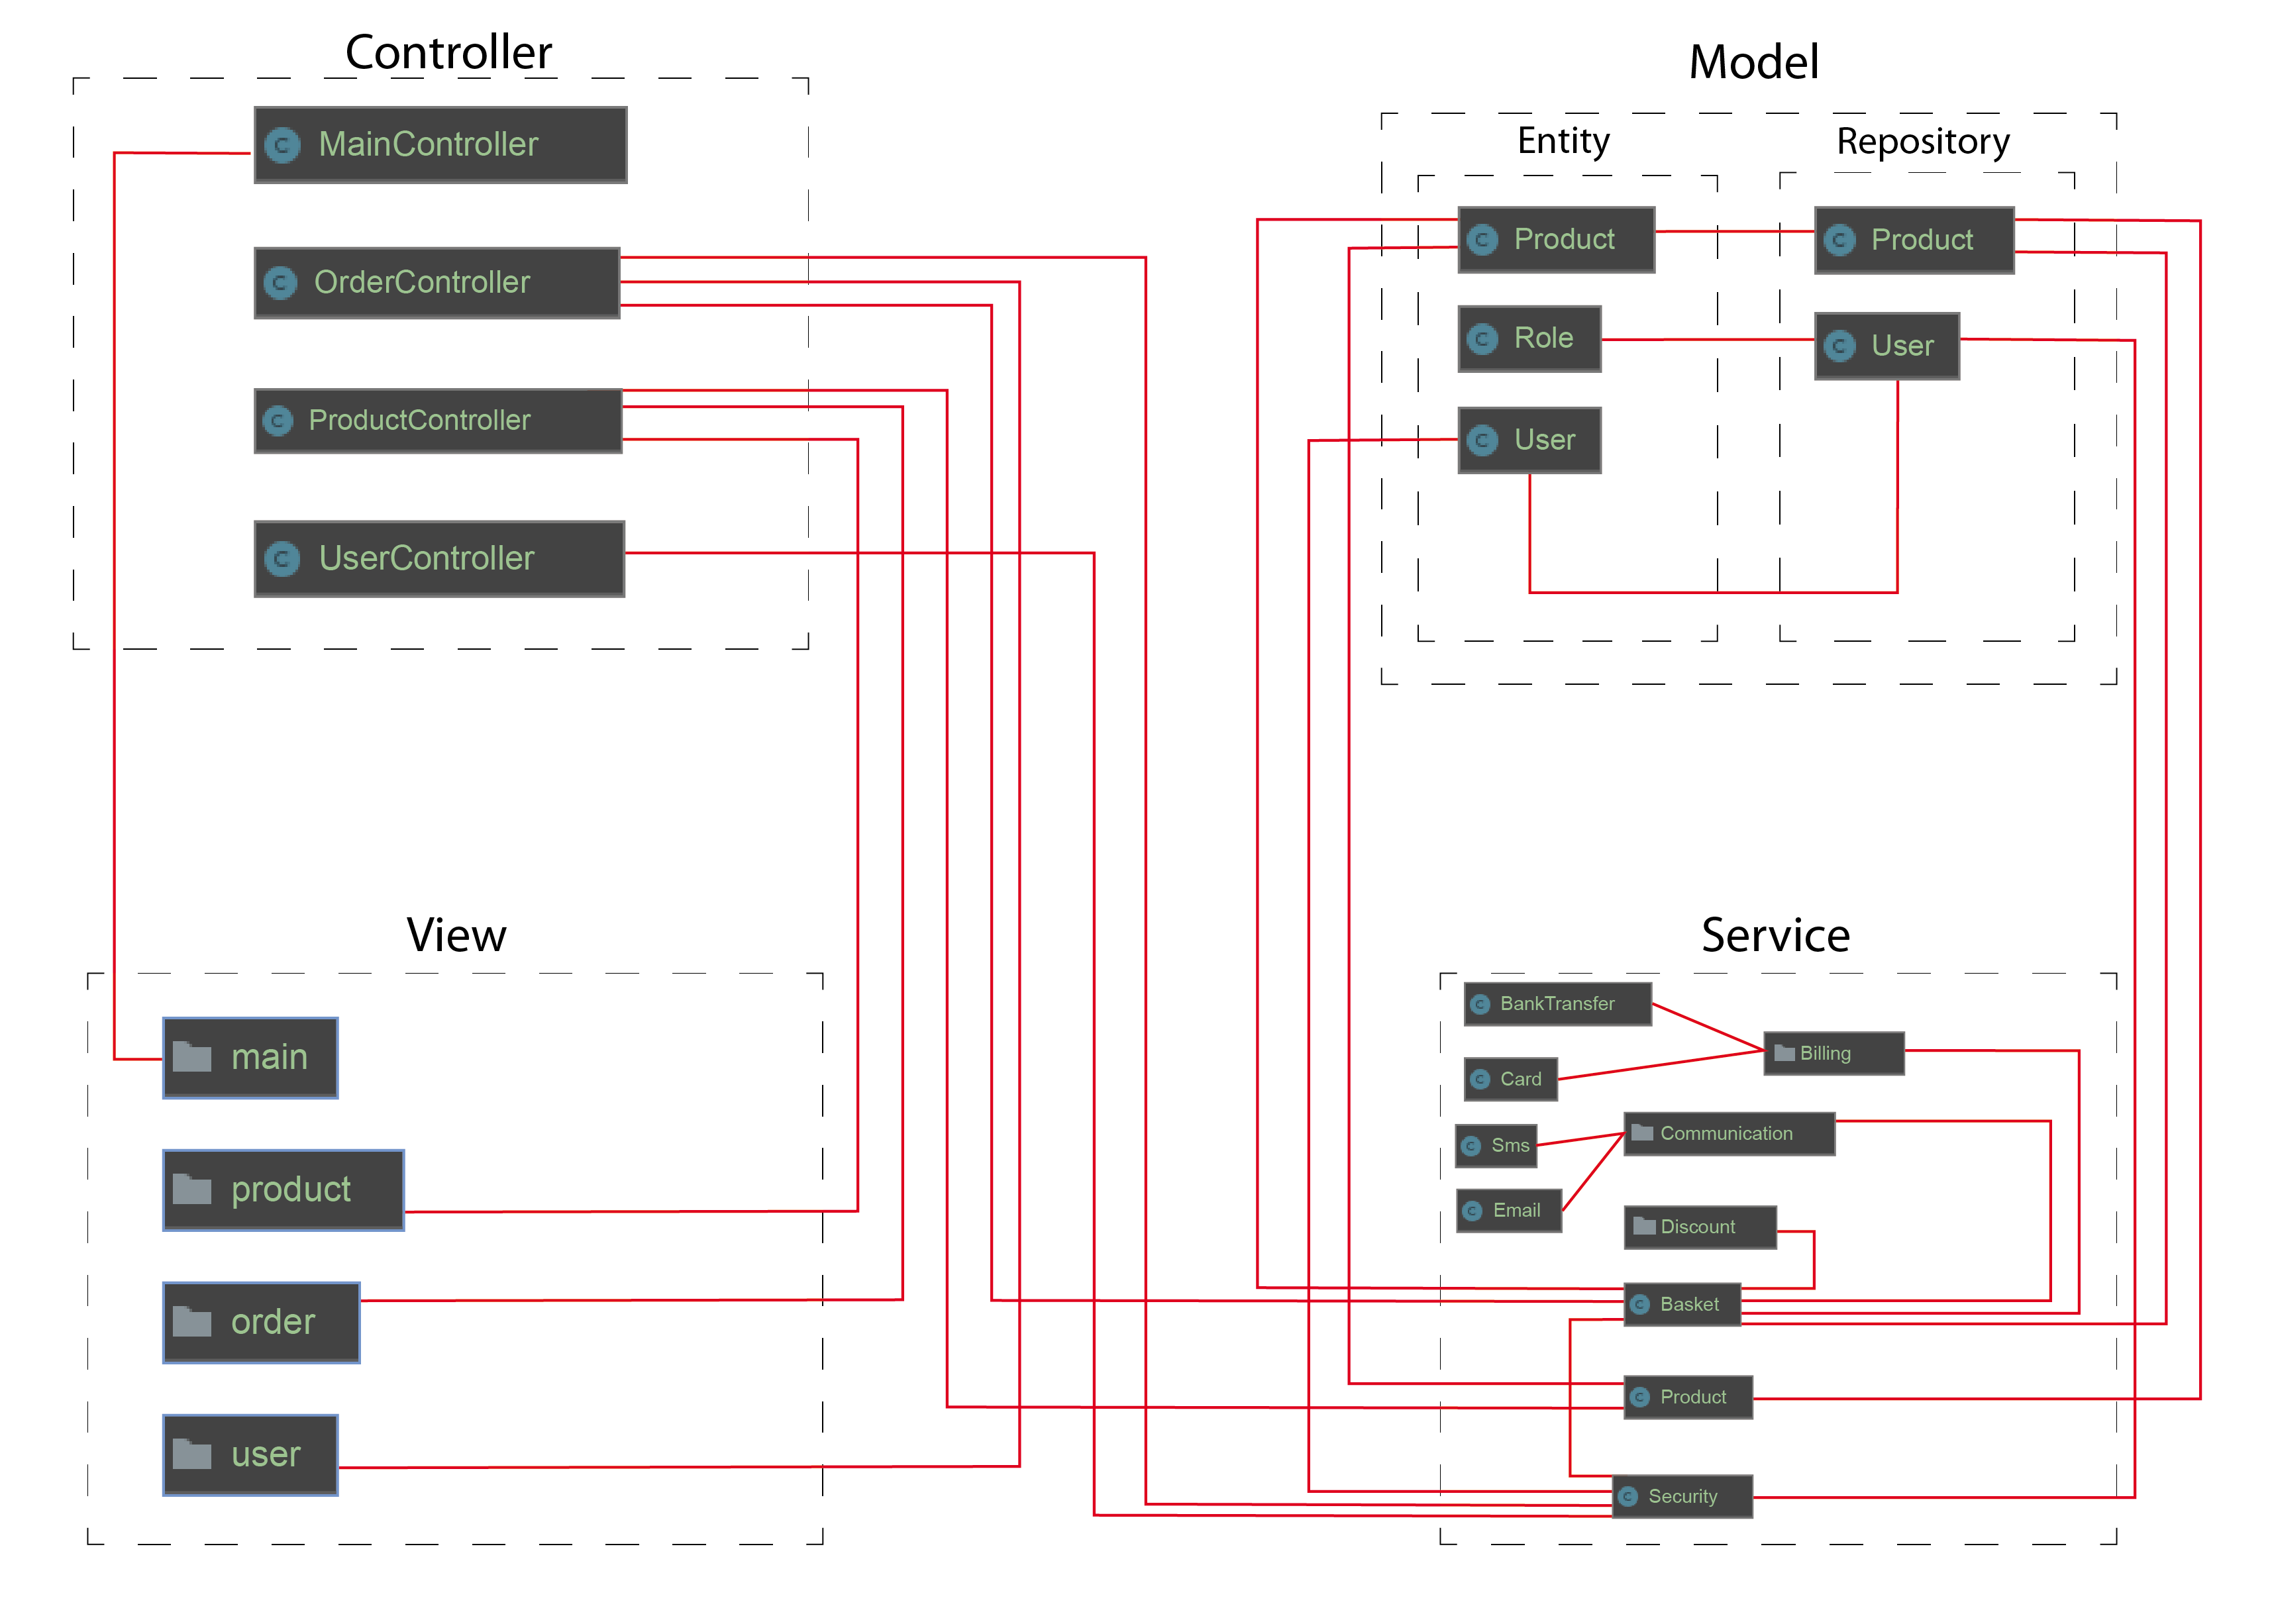 Controller
MainController
OrderController
ProductController
UserController
Model
Entity
Repository
Product
Role
User
Product
User
View
main
product
order
user
Service
BankTransfer
Card
Billing
Sms
Email
Communication
Discount
Basket
Product
Security